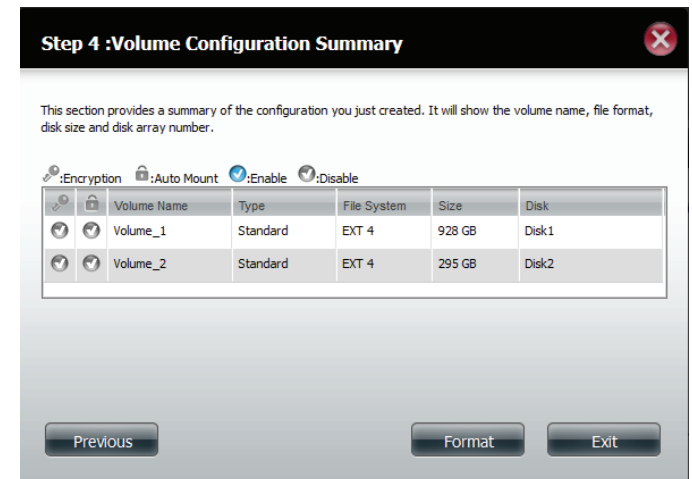 Step 4 :Volume Configuration Summary
This section provides a summary of the configuration you just created. It will show the volume name, file format,
disk size and disk array number.
:Encryption :Auto Mount :Enable :Disable
Volume Name Type File System Size Disk
Volume_1 Standard EXT 4 928 GB Disk1
Volume_2 Standard EXT 4 295 GB Disk2
Previous Format Exit